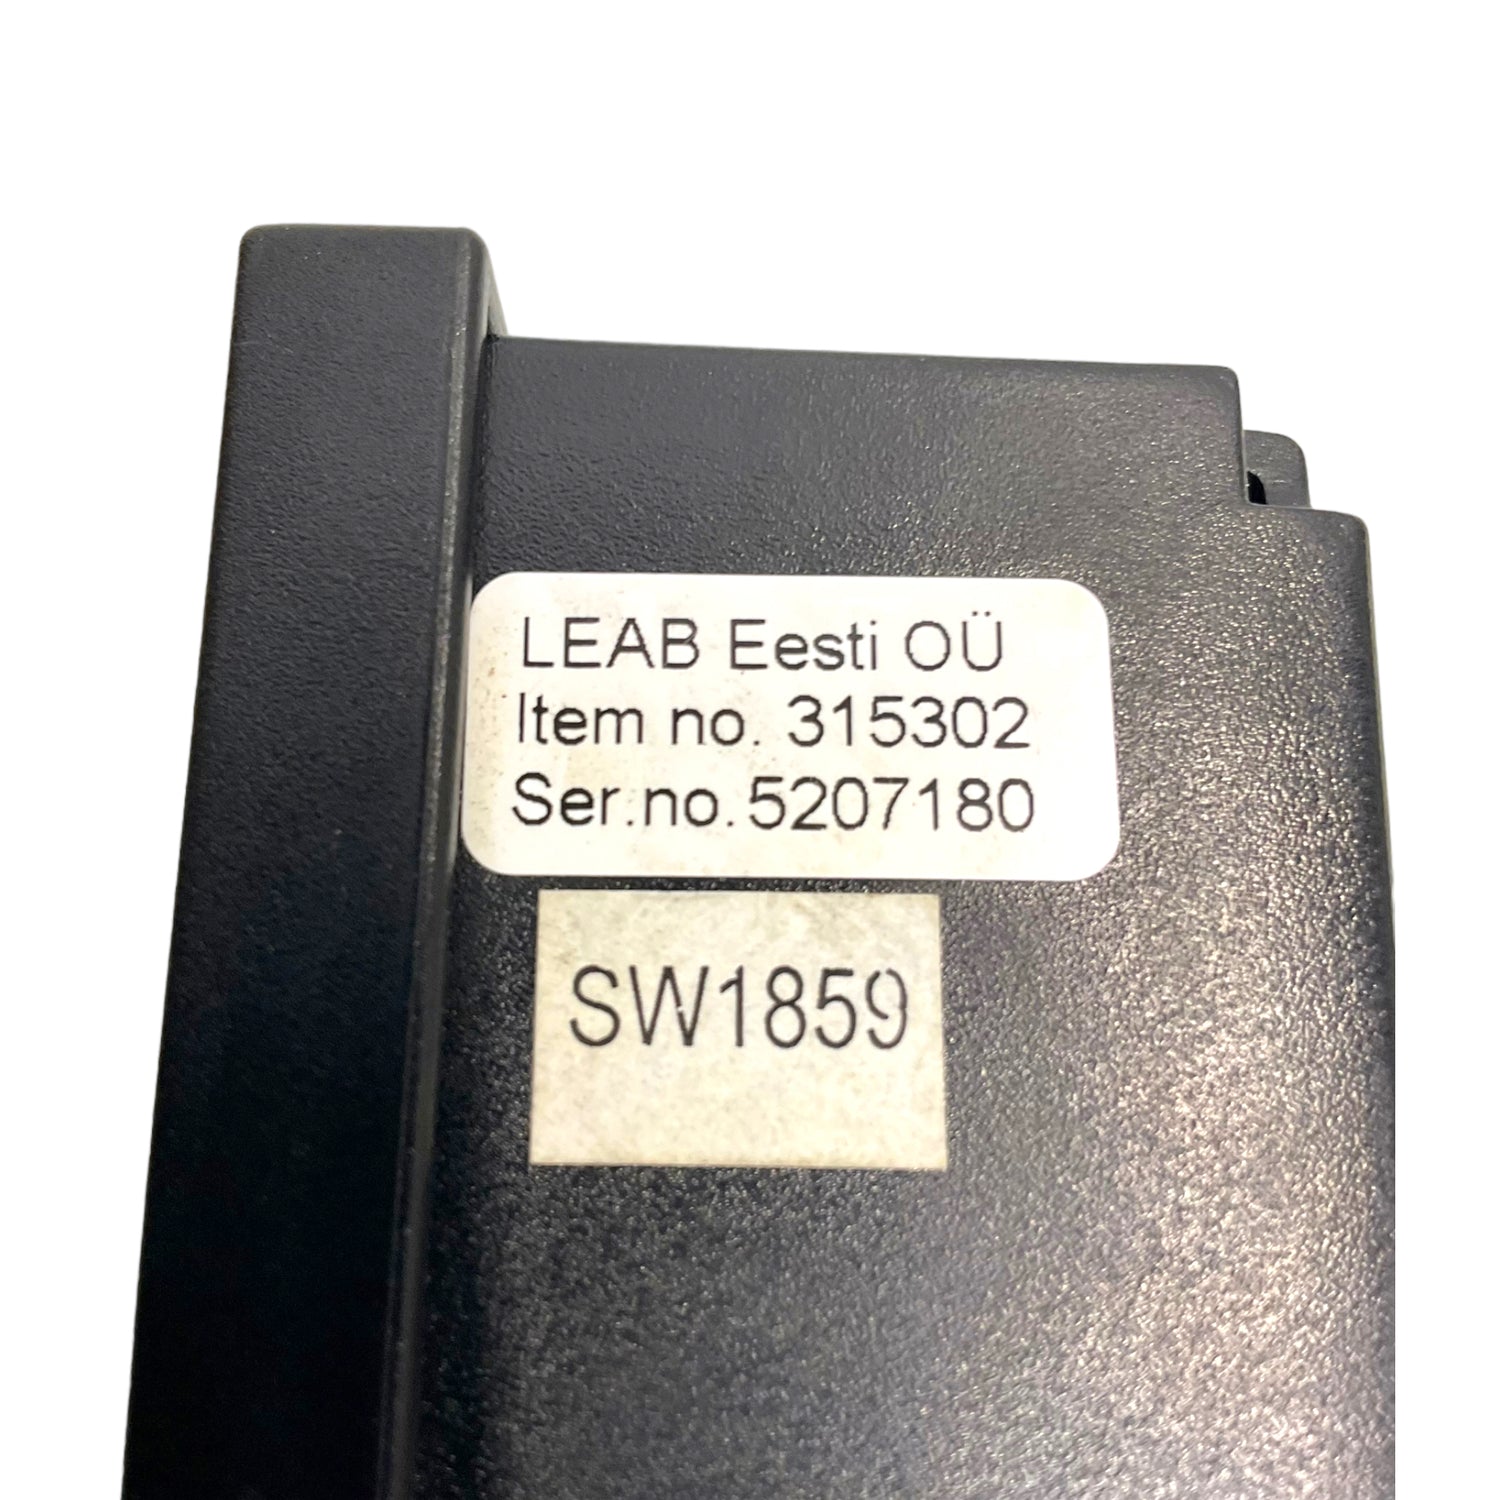 LEAB Eesti OÜ
Item no. 315302
Ser.no.5207180
SW1859